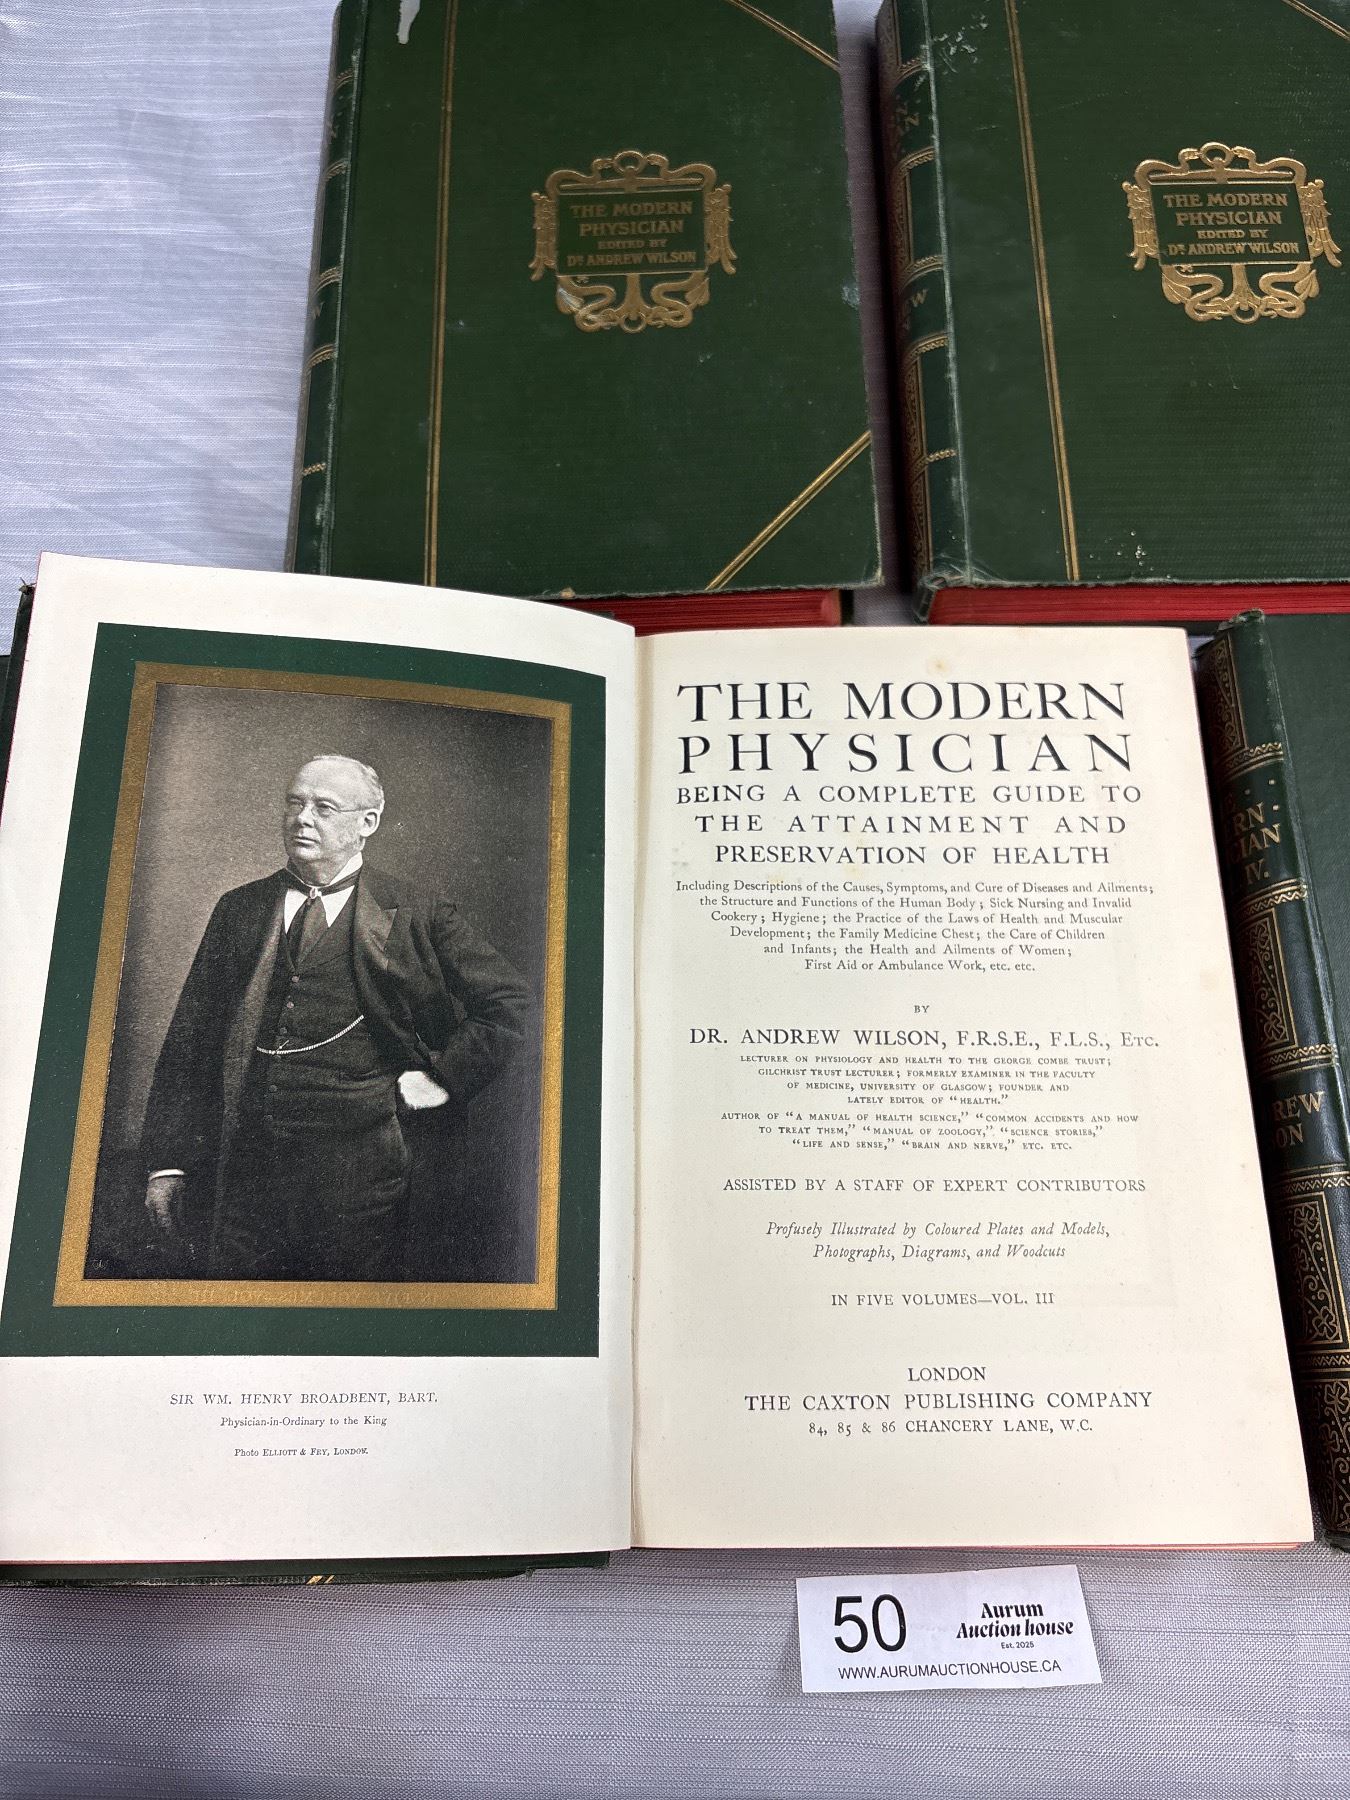 THE MODERN
PHYSICIAN
EDITED BY
DR ANDREW WILSON
THE MODERN
PHYSICIAN
EDITED BY
DR ANDREW WILSON
SIR WM. HENRY BROADBENT, BART.
Physician-in-Ordinary to the King
Photo ELLIOTT & FRY, LONDON.
THE MODERN
PHYSICIAN
BEING A COMPLETE GUIDE TO
THE ATTAINMENT AND
PRESERVATION OF HEALTH
Including Descriptions of the Causes, Symptoms, and Cure of Diseases and Ailments;
the Structure and Functions of the Human Body; Sick Nursing and Invalid
Cookery; Hygiene; the Practice of the Laws of Health and Muscular
Development; the Family Medicine Chest; the Care of Children
and Infants; the Health and Ailments of Women;
First Aid or Ambulance Work, etc. etc.
BY
DR. ANDREW WILSON, F.R.S.E., F.L.S., ETC.
LECTURER ON PHYSIOLOGY AND HEALTH TO THE GEORGE COMBE TRUST;
GILCHRIST TRUST LECTURER; FORMERLY EXAMINER IN THE FACULTY
OF MEDICINE, UNIVERSITY OF GLASGOW; FOUNDER AND
LATELY EDITOR OF "HEALTH."
AUTHOR OF "A MANUAL OF HEALTH SCIENCE," "COMMON ACCIDENTS AND HOW
TO TREAT THEM," "MANUAL OF ZOOLOGY," "SCIENCE STORIES,"
"LIFE AND SENSE," "BRAIN AND NERVE," ETC. ETC.
ASSISTED BY A STAFF OF EXPERT CONTRIBUTORS
Profusely Illustrated by Coloured Plates and Models,
Photographs, Diagrams, and Woodcuts
IN FIVE VOLUMES—VOL. III
LONDON
THE CAXTON PUBLISHING COMPANY
84, 85 & 86 CHANCERY LANE, W.C.
RN
CIAN
IV.
REW
ON
50
Aurum
Auction house
Est. 2025
WWW.AURUMAUCTIONHOUSE.CA